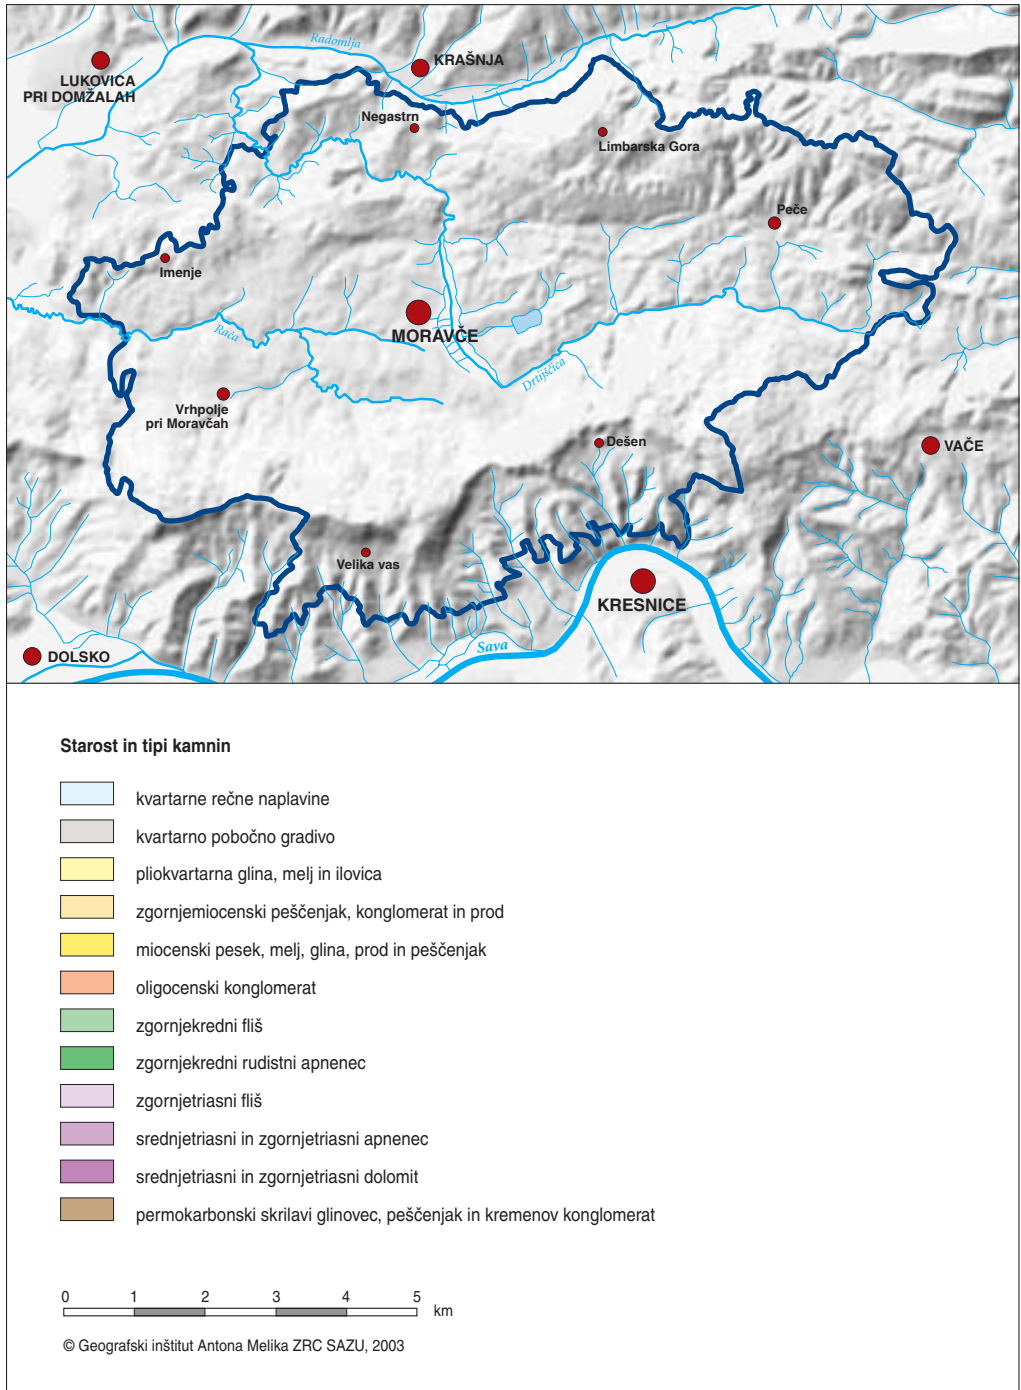 Radomlja
KRAŠNJA
LUKOVICA
PRI DOMŽALAH
Negastrn
Limbarska Gora
Peče
Imenje
Rača
MORAVČE
Drtijščica
Vrhpolje
pri Moravčah
Dešen
VAČE
Velika vas
KRESNICE
Sava
DOLSKO
Starost in tipi kamnin
kvartarne rečne naplavine
kvartarno pobočno gradivo
pliokvartarna glina, melj in ilovica
zgornjemiocenski peščenjak, konglomerat in prod
miocenski pesek, melj, glina, prod in peščenjak
oligocenski konglomerat
zgornjekredni fliš
zgornjekredni rudistni apnenec
zgornjetriasni fliš
srednjetriasni in zgornjetriasni apnenec
srednjetriasni in zgornjetriasni dolomit
permokarbonski skrilavi glinovec, peščenjak in kremenov konglomerat
0 1 2 3 4 5
km
© Geografski inštitut Antona Melika ZRC SAZU, 2003